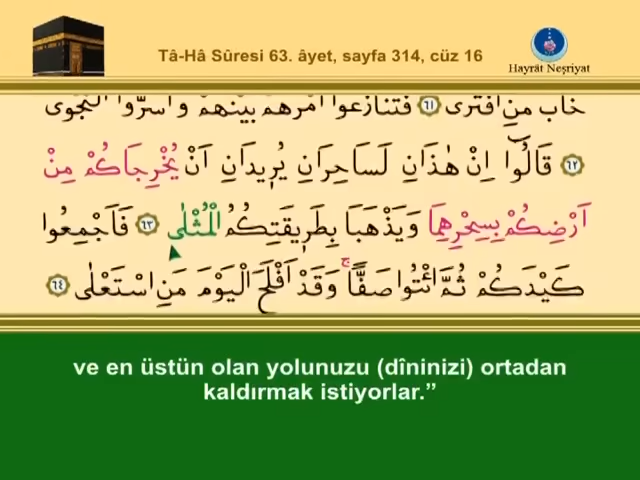 Tâ-Hâ Sûresi 63. âyet, sayfa 314, cüz 16
Hayrât Neşriyat
خَابَ مَنِ افْتَرٰى ﴿٦١﴾ فَتَنَازَعُٓوا اَمْرَهُمْ بَيْنَهُمْ وَاَسَرُّوا النَّجْوٰى
﴿٦٢﴾ قَالُٓوا اِنْ هٰذَانِ لَسَاحِرَانِ يُرِيدَانِ اَنْ يُخْرِجَاكُمْ مِنْ
اَرْضِكُمْ بِسِحْرِهِمَا وَيَذْهَبَا بِطَرِيقَتِكُمُ الْمُثْلٰى ﴿٦٣﴾ فَاَجْمِعُوا
كَيْدَكُمْ ثُمَّ ائْتُوا صَفًّاۚ وَقَدْ اَفْلَحَ الْيَوْمَ مَنِ اسْتَعْلٰى ﴿٦٤﴾
ve en üstün olan yolunuzu (dîninizi) ortadan
kaldırmak istiyorlar.”